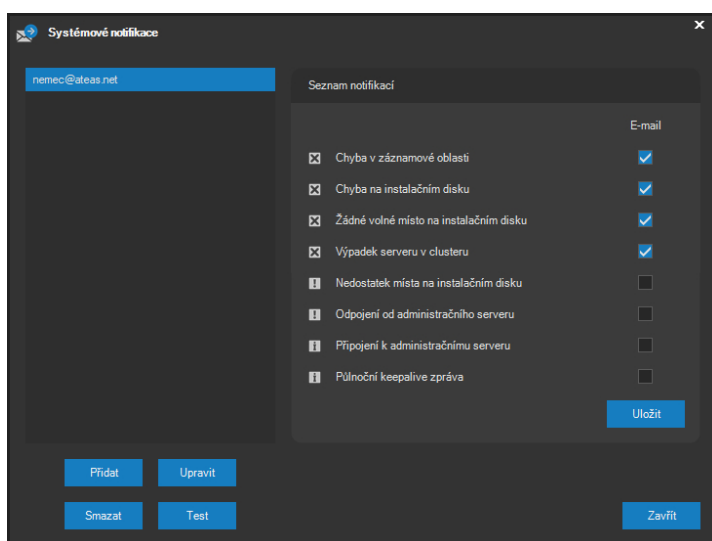 Systémové notifikace
nemec@ateas.net
Seznam notifikací
E-mail
Chyba v záznamové oblasti
Chyba na instalačním disku
Žádné volné místo na instalačním disku
Výpadek serveru v clusteru
Nedostatek místa na instalačním disku
Odpojení od administračního serveru
Připojení k administračnímu serveru
Půlnoční keepalive zpráva
Uložit
Přidat Upravit
Smazat Test Zavřít